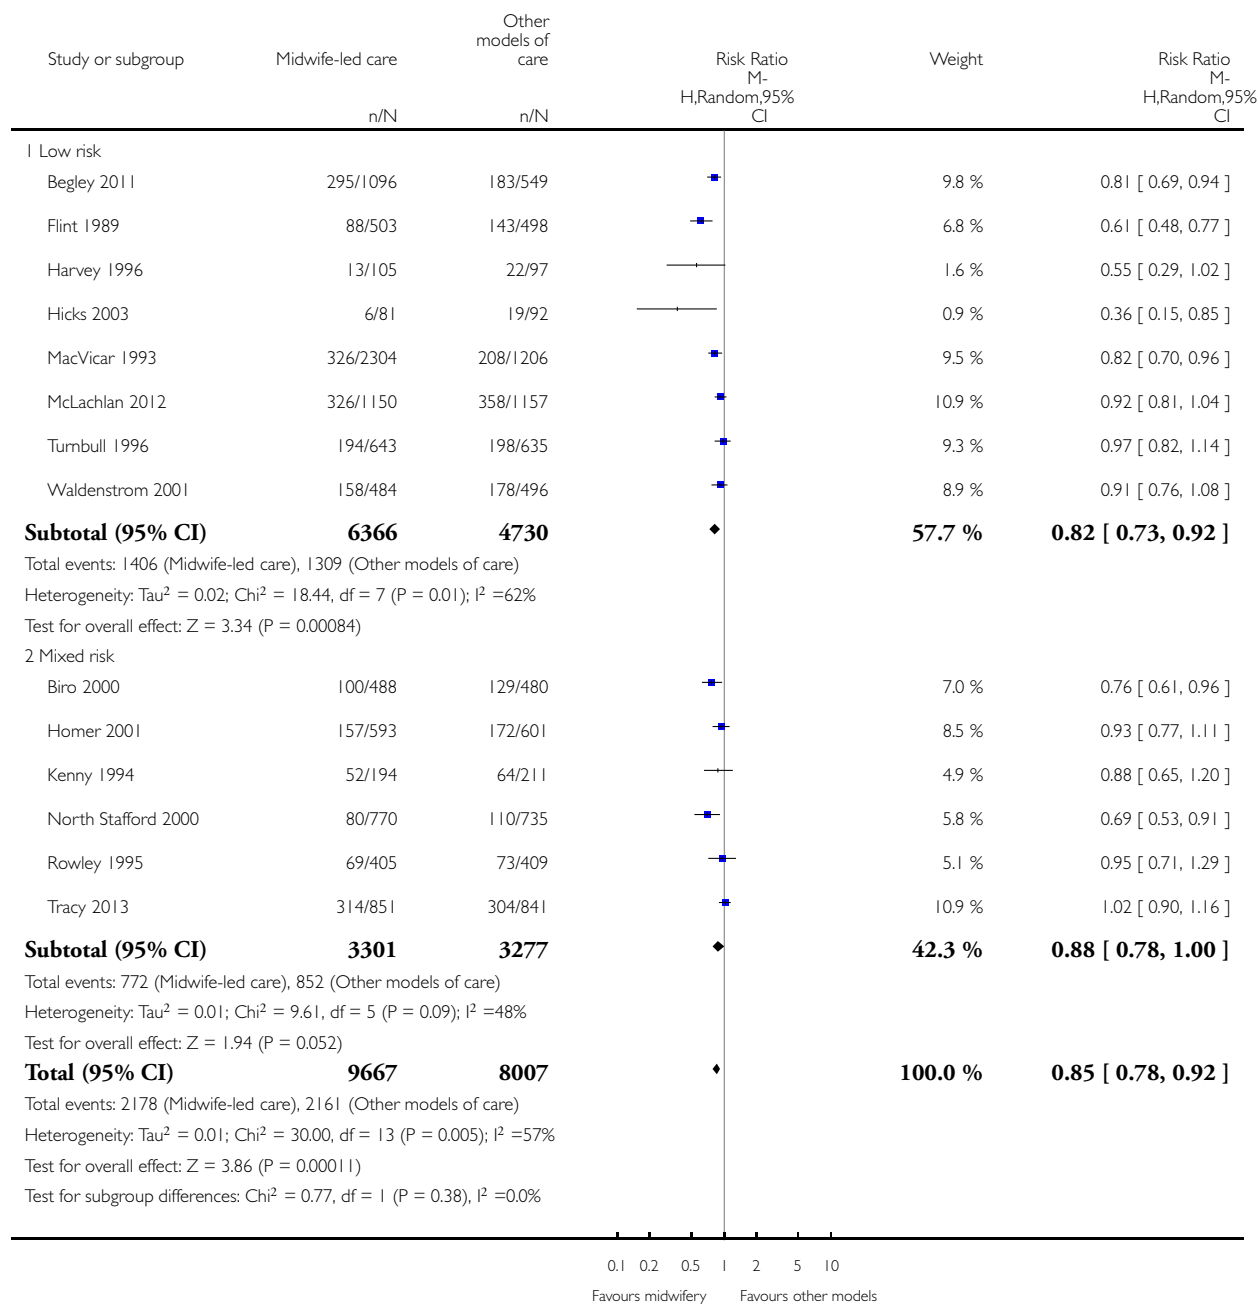 Study or subgroup Midwife-led care Other models of care Risk Ratio Weight Risk Ratio
n/N n/N M-H,Random,95% CI M-H,Random,95% CI
1 Low risk
Begley 2011 295/1096 183/549 9.8 % 0.81 [ 0.69, 0.94 ]
Flint 1989 88/503 143/498 6.8 % 0.61 [ 0.48, 0.77 ]
Harvey 1996 13/105 22/97 1.6 % 0.55 [ 0.29, 1.02 ]
Hicks 2003 6/81 19/92 0.9 % 0.36 [ 0.15, 0.85 ]
MacVicar 1993 326/2304 208/1206 9.5 % 0.82 [ 0.70, 0.96 ]
McLachlan 2012 326/1150 358/1157 10.9 % 0.92 [ 0.81, 1.04 ]
Turnbull 1996 194/643 198/635 9.3 % 0.97 [ 0.82, 1.14 ]
Waldenstrom 2001 158/484 178/496 8.9 % 0.91 [ 0.76, 1.08 ]
Subtotal (95% CI) 6366 4730 57.7 % 0.82 [ 0.73, 0.92 ]
Total events: 1406 (Midwife-led care), 1309 (Other models of care)
Heterogeneity: Tau² = 0.02; Chi² = 18.44, df = 7 (P = 0.01); I² =62%
Test for overall effect: Z = 3.34 (P = 0.00084)
2 Mixed risk
Biro 2000 100/488 129/480 7.0 % 0.76 [ 0.61, 0.96 ]
Homer 2001 157/593 172/601 8.5 % 0.93 [ 0.77, 1.11 ]
Kenny 1994 52/194 64/211 4.9 % 0.88 [ 0.65, 1.20 ]
North Stafford 2000 80/770 110/735 5.8 % 0.69 [ 0.53, 0.91 ]
Rowley 1995 69/405 73/409 5.1 % 0.95 [ 0.71, 1.29 ]
Tracy 2013 314/851 304/841 10.9 % 1.02 [ 0.90, 1.16 ]
Subtotal (95% CI) 3301 3277 42.3 % 0.88 [ 0.78, 1.00 ]
Total events: 772 (Midwife-led care), 852 (Other models of care)
Heterogeneity: Tau² = 0.01; Chi² = 9.61, df = 5 (P = 0.09); I² =48%
Test for overall effect: Z = 1.94 (P = 0.052)
Total (95% CI) 9667 8007 100.0 % 0.85 [ 0.78, 0.92 ]
Total events: 2178 (Midwife-led care), 2161 (Other models of care)
Heterogeneity: Tau² = 0.01; Chi² = 30.00, df = 13 (P = 0.005); I² =57%
Test for overall effect: Z = 3.86 (P = 0.00011)
Test for subgroup differences: Chi² = 0.77, df = 1 (P = 0.38), I² =0.0%
0.1 0.2 0.5 1 2 5 10
Favours midwifery Favours other models